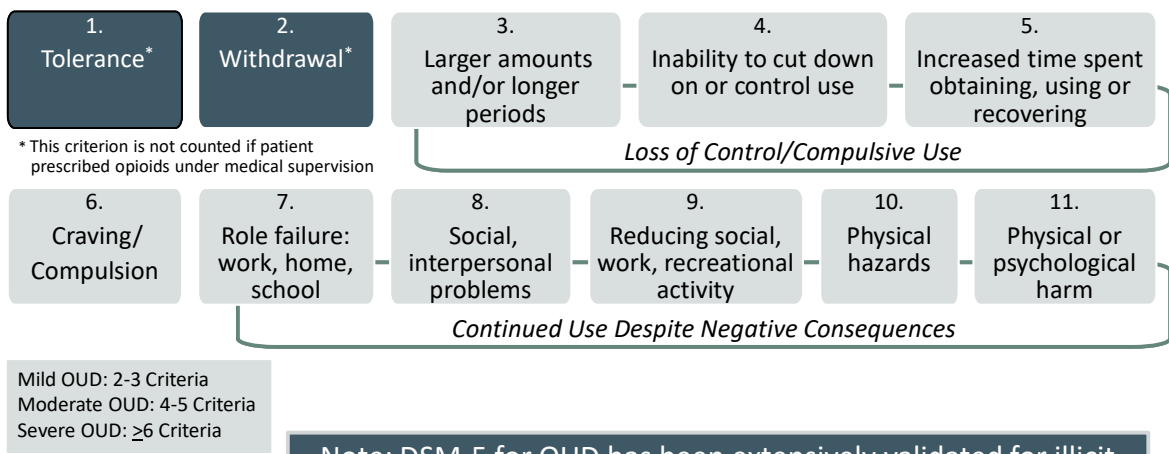 1.
Tolerance*
2.
Withdrawal*
3.
Larger amounts
and/or longer
periods
4.
Inability to cut down
on or control use
5.
Increased time spent
obtaining, using or
recovering
* This criterion is not counted if patient
prescribed opioids under medical supervision
Loss of Control/Compulsive Use
6.
Craving/
Compulsion
7.
Role failure:
work, home,
school
8.
Social,
interpersonal
problems
9.
Reducing social,
work, recreational
activity
10.
Physical
hazards
11.
Physical or
psychological
harm
Continued Use Despite Negative Consequences
Mild OUD: 2-3 Criteria
Moderate OUD: 4-5 Criteria
Severe OUD: ≥6 Criteria
Note: DSM-5 for OUD has been extensively validated for illicit